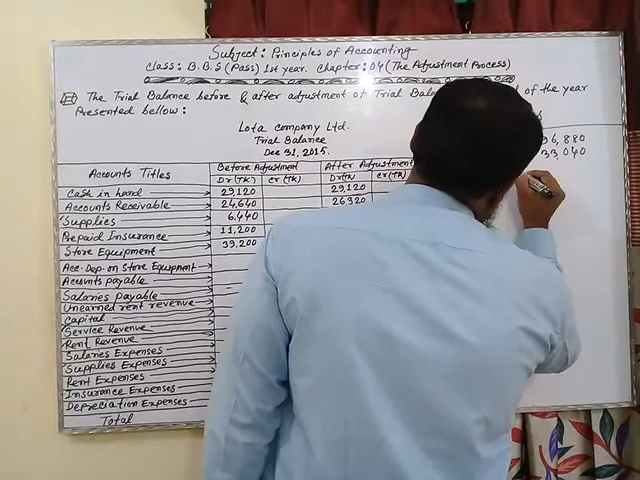 Subject: Principles of Accounting
Class: B.B.S (Pass) 1st year. Chapter: 04 (The Adjustment Process)
The Trial Balance before & after adjustment of Trial of the year
Presented bellow:
Lota Company Ltd.
Trial Balance
Dec 31, 2015.
6,880
33,040
Accounts Titles Before Adjustment After Adjustment
Dr (TK) Cr (TK) Dr(TK) Cr(TK)
Cash in hand 29,120 29,120
Accounts Receivable 24,640 26,320
Supplies 6,440
Prepaid Insurance 11,200
Store Equipment 39,200
Acc. Dep. on Store Equipment
Accounts payable
Salaries payable
Unearned rent revenue
Capital
Service Revenue
Rent Revenue
Salaries Expenses
Supplies Expenses
Rent Expenses
Insurance Expenses
Depreciation Expenses
Total